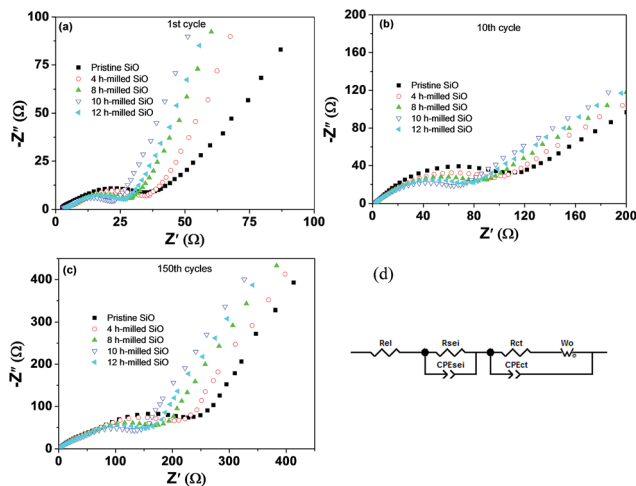 (a)
1st cycle
Pristine SiO
4 h-milled SiO
8 h-milled SiO
10 h-milled SiO
12 h-milled SiO
100
75
50
25
0
-Z″ (Ω)
0 25 50 75 100
Z′ (Ω)
(b)
10th cycle
Pristine SiO
4 h-milled SiO
8 h-milled SiO
10 h-milled SiO
12 h-milled SiO
200
160
120
80
40
0
-Z″ (Ω)
0 40 80 120 160 200
Z′ (Ω)
(c)
150th cycles
Pristine SiO
4 h-milled SiO
8 h-milled SiO
10 h-milled SiO
12 h-milled SiO
400
300
200
100
0
-Z″ (Ω)
0 100 200 300 400
Z′ (Ω)
(d)
Rel Rsei Rct Wo
CPEsei CPEct